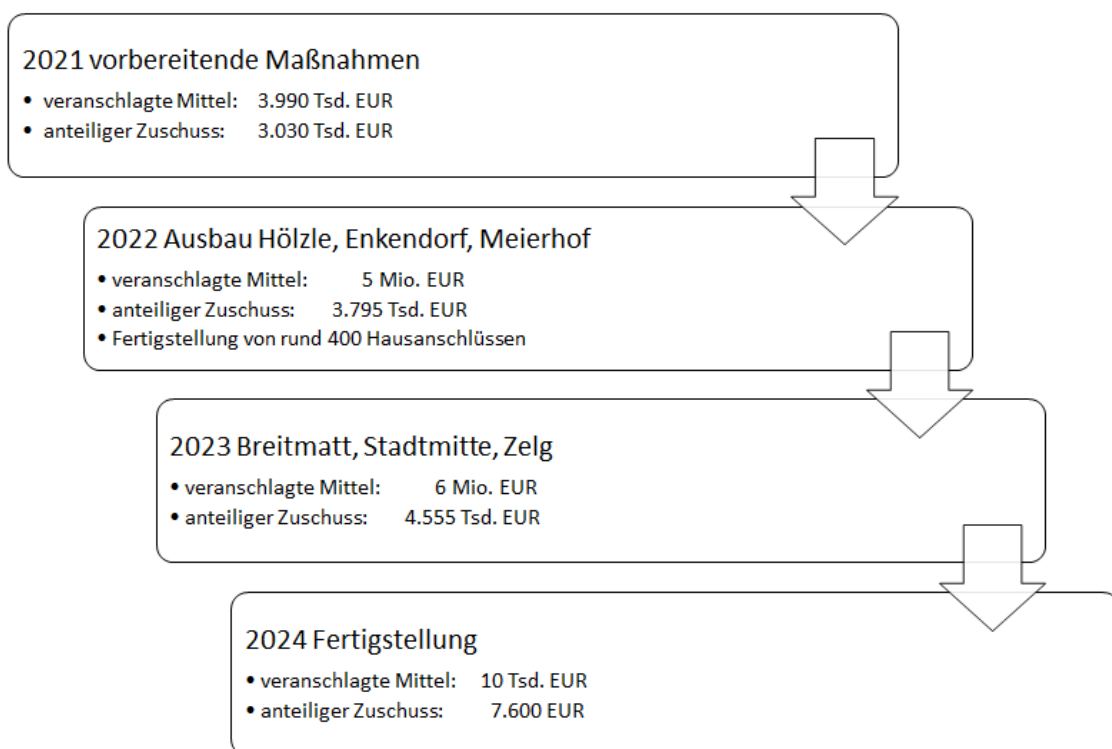 2021 vorbereitende Maßnahmen
• veranschlagte Mittel: 3.990 Tsd. EUR
• anteiliger Zuschuss: 3.030 Tsd. EUR
2022 Ausbau Hölzle, Enkendorf, Meierhof
• veranschlagte Mittel: 5 Mio. EUR
• anteiliger Zuschuss: 3.795 Tsd. EUR
• Fertigstellung von rund 400 Hausanschlüssen
2023 Breitmatt, Stadtmitte, Zelg
• veranschlagte Mittel: 6 Mio. EUR
• anteiliger Zuschuss: 4.555 Tsd. EUR
2024 Fertigstellung
• veranschlagte Mittel: 10 Tsd. EUR
• anteiliger Zuschuss: 7.600 EUR